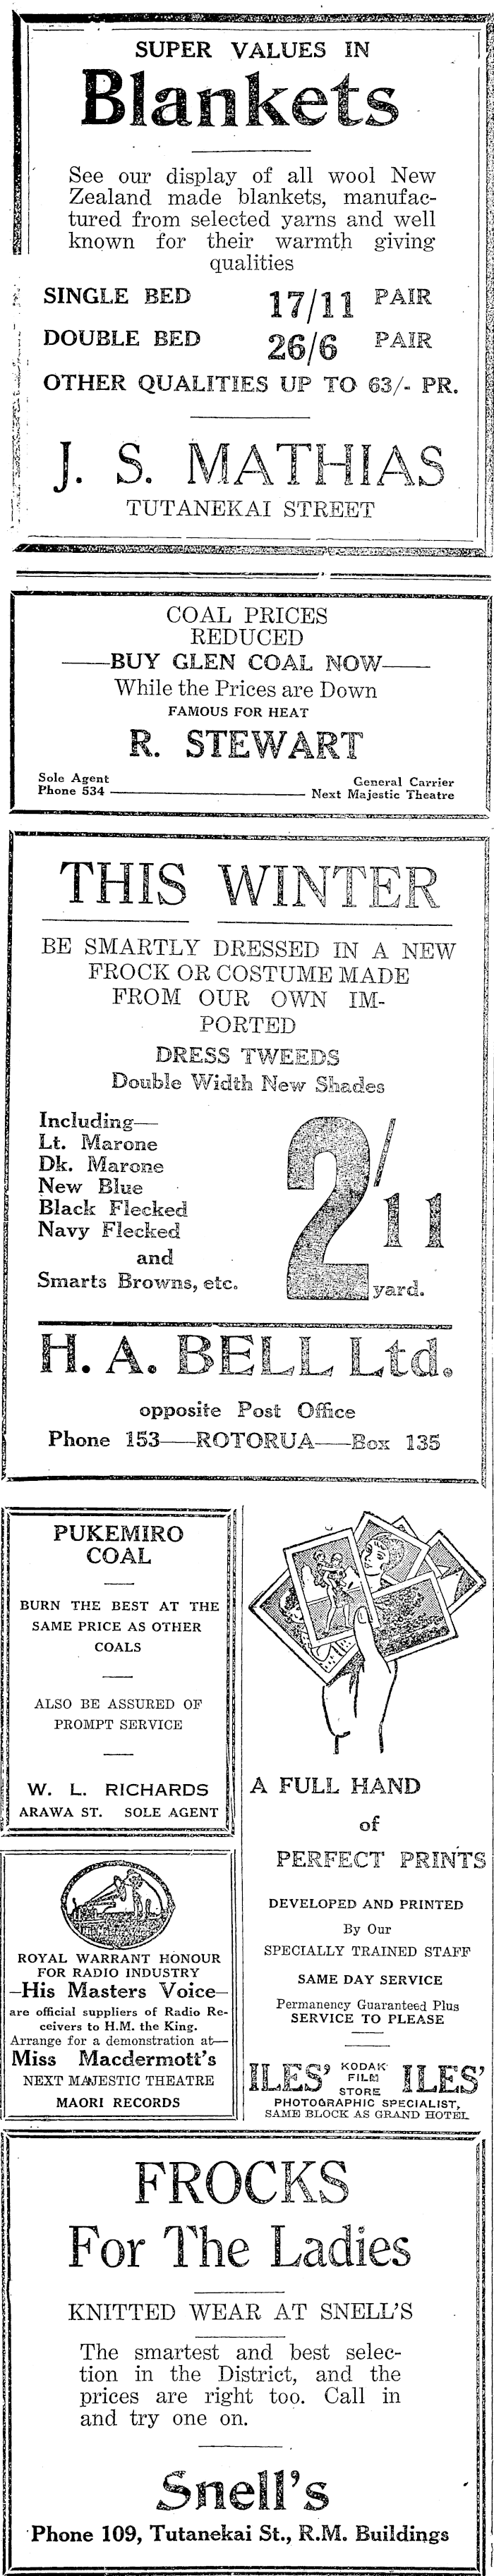 SUPER VALUES IN
Blankets
See our display of all wool New
Zealand made blankets, manufac-
tured from selected yarns and well
known for their warmth giving
qualities
SINGLE BED 17/11 PAIR
DOUBLE BED 26/6 PAIR
OTHER QUALITIES UP TO 63/- PR.
J. S. MATHIAS
TUTANEKAI STREET
COAL PRICES
REDUCED
——BUY GLEN COAL NOW——
While the Prices are Down
FAMOUS FOR HEAT
R. STEWART
Sole Agent General Carrier
Phone 534 —————— Next Majestic Theatre
THIS WINTER
BE SMARTLY DRESSED IN A NEW
FROCK OR COSTUME MADE
FROM OUR OWN IM-
PORTED
DRESS TWEEDS
Double Width New Shades
Including—
Lt. Marone
Dk. Marone
New Blue
Black Flecked
Navy Flecked
and
Smarts Browns, etc.
2/11
yard.
H. A. BELL Ltd.
opposite Post Office
Phone 153——ROTORUA——Box 135
PUKEMIRO
COAL
BURN THE BEST AT THE
SAME PRICE AS OTHER
COALS
ALSO BE ASSURED OF
PROMPT SERVICE
W. L. RICHARDS
ARAWA ST. SOLE AGENT
ROYAL WARRANT HONOUR
FOR RADIO INDUSTRY
—His Masters Voice—
are official suppliers of Radio Re-
ceivers to H.M. the King.
Arrange for a demonstration at—
Miss Macdermott's
NEXT MAJESTIC THEATRE
MAORI RECORDS
A FULL HAND
of
PERFECT PRINTS
DEVELOPED AND PRINTED
By Our
SPECIALLY TRAINED STAFF
SAME DAY SERVICE
Permanency Guaranteed Plus
SERVICE TO PLEASE
ILES' KODAK FILM STORE ILES'
PHOTOGRAPHIC SPECIALIST,
SAME BLOCK AS GRAND HOTEL
FROCKS
For The Ladies
KNITTED WEAR AT SNELL'S
The smartest and best selec-
tion in the District, and the
prices are right too. Call in
and try one on.
Snell's
Phone 109, Tutanekai St., R.M. Buildings